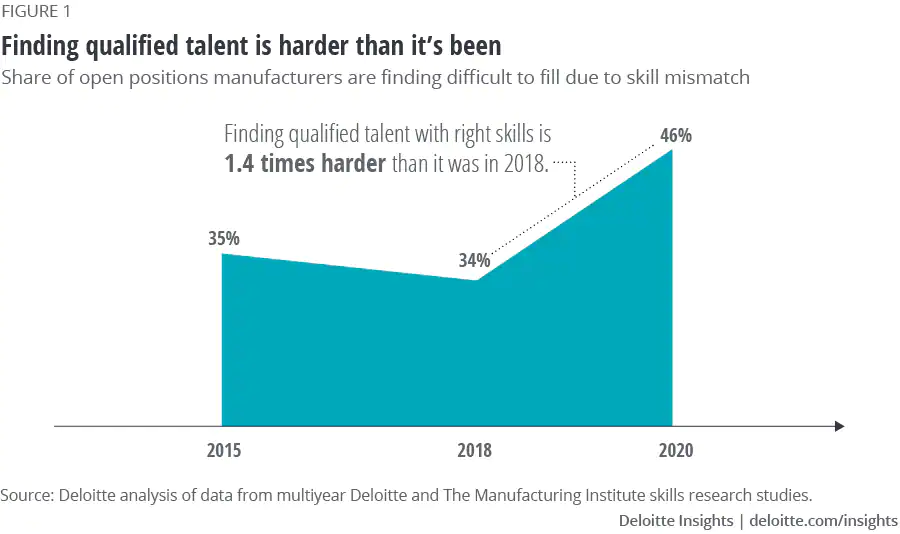 FIGURE 1
Finding qualified talent is harder than it's been
Share of open positions manufacturers are finding difficult to fill due to skill mismatch
Finding qualified talent with right skills is
1.4 times harder than it was in 2018.
46%
35%
34%
2015
2018
2020
Source: Deloitte analysis of data from multiyear Deloitte and The Manufacturing Institute skills research studies.
Deloitte Insights | deloitte.com/insights